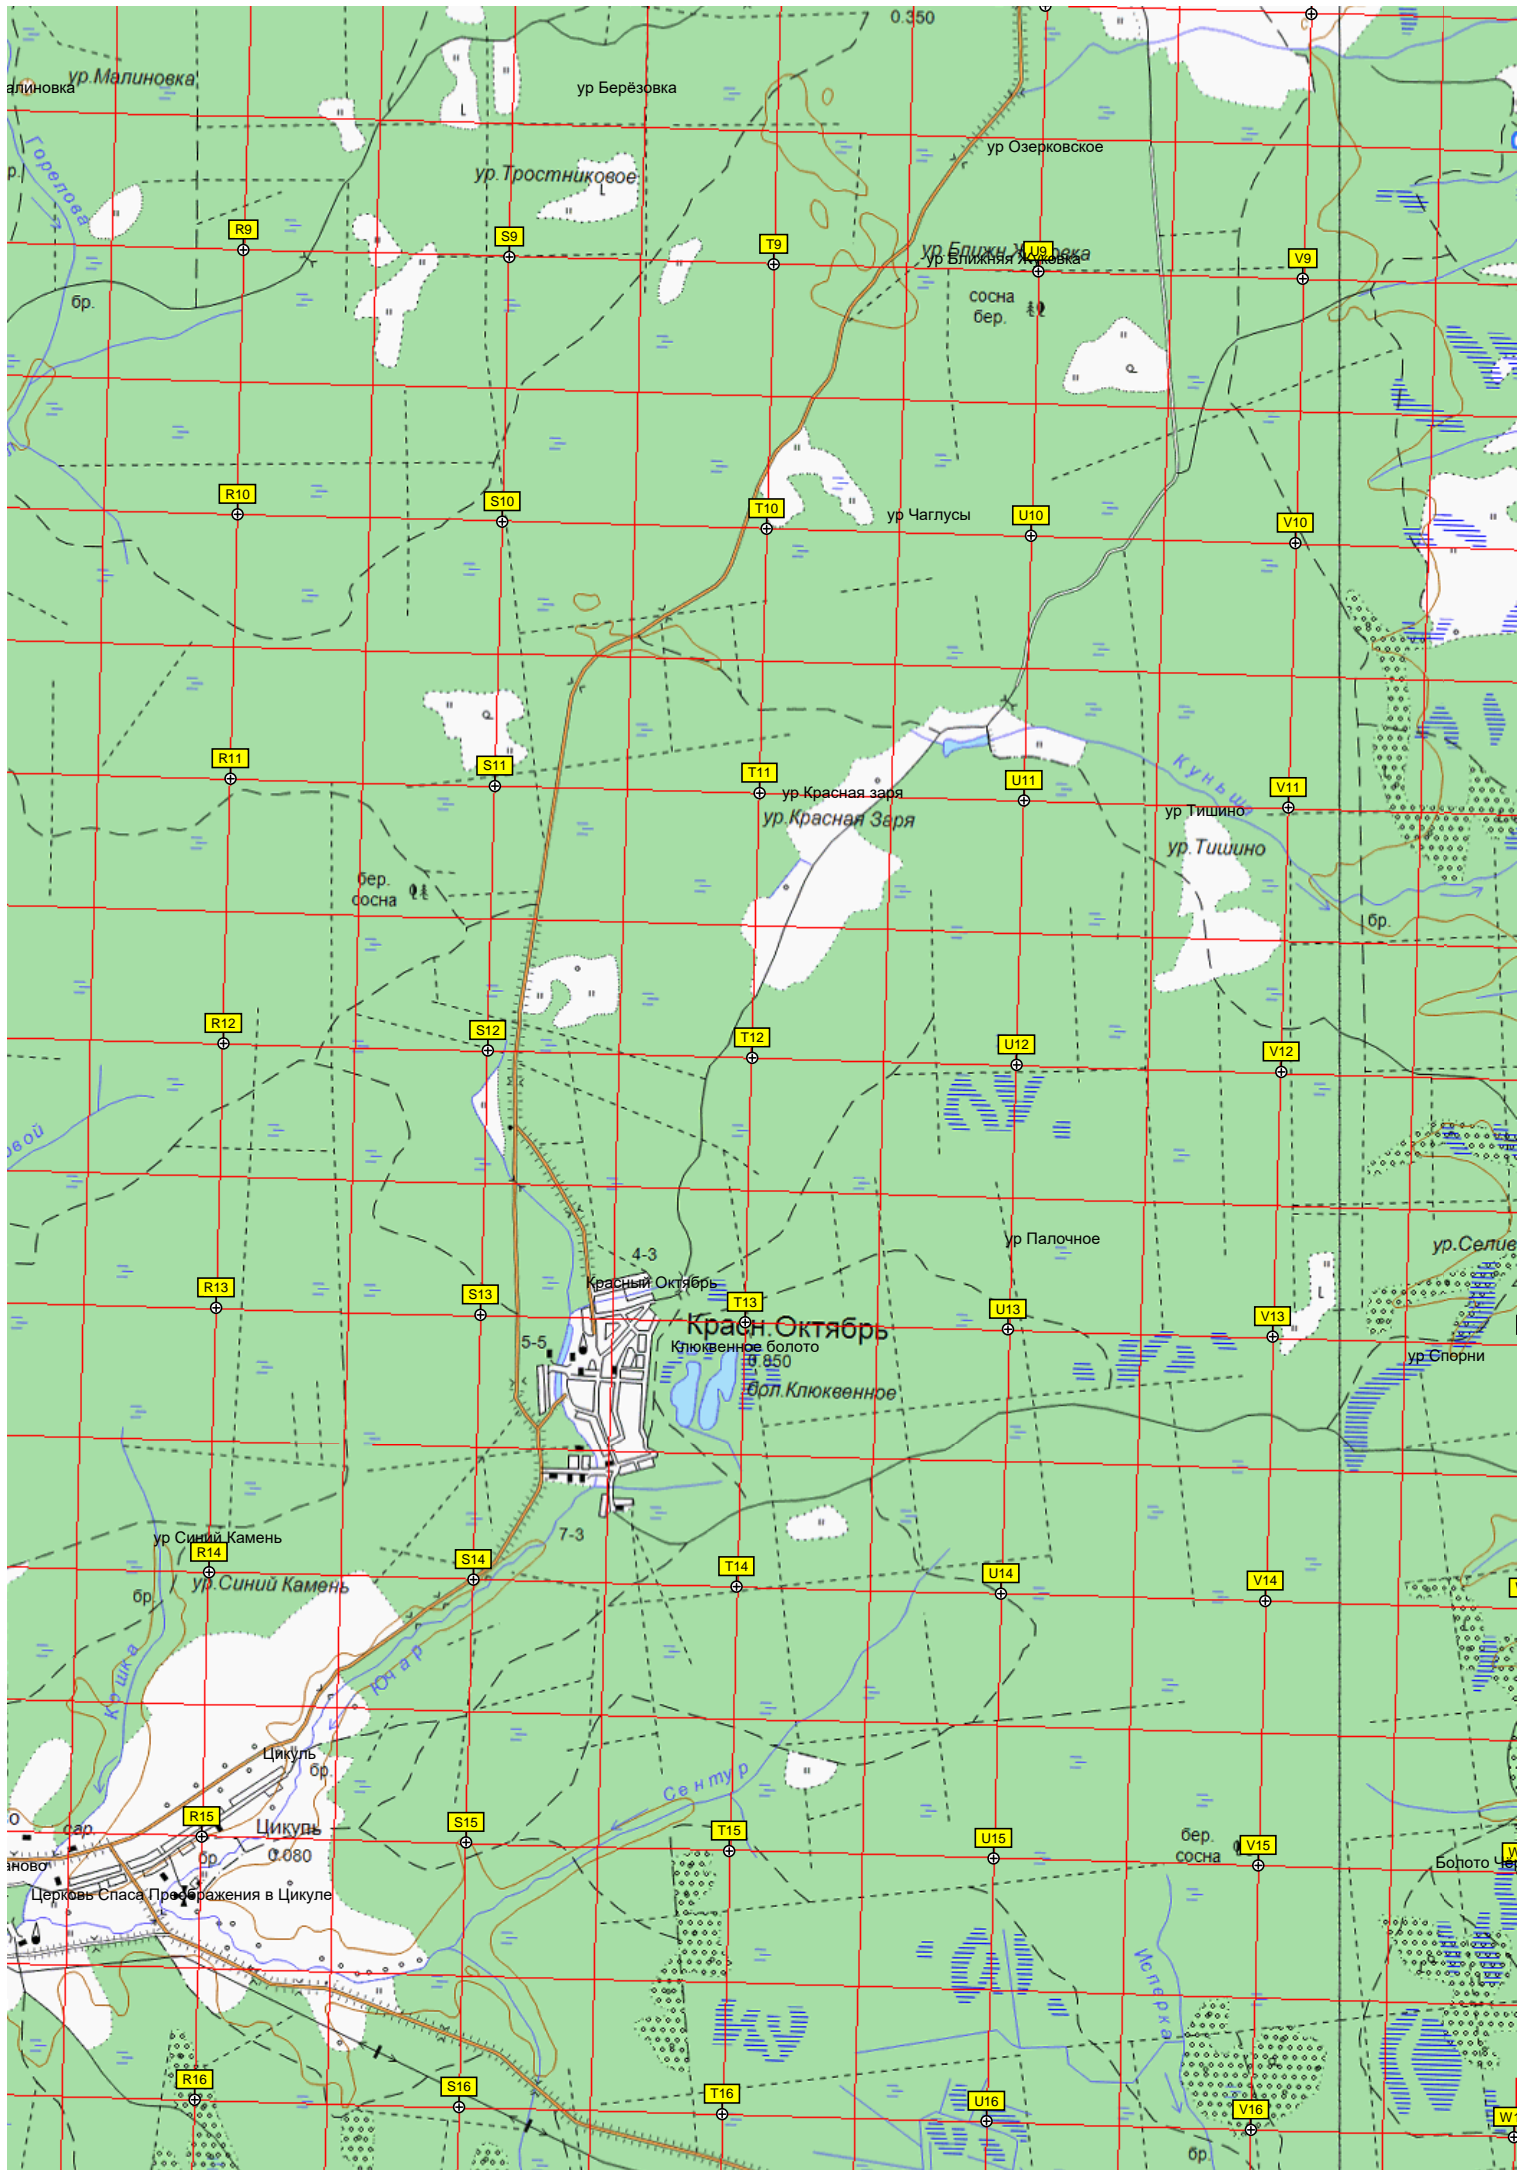 0.350
ур.Малиновка
ур Берёзовка
Горелова
ур Озерковское
ур.Тростниковое
R9
S9
T9
U9
V9
ур Ближняя Жуковка
бр.
сосна
бер.
R10
S10
T10
ур Чаглусы
U10
V10
R11
S11
T11
ур Красная заря
ур.Красная Заря
U11
Куньша
V11
ур Тишино
ур.Тишино
бер.
сосна
бр.
R12
S12
T12
U12
V12
ур Палочное
4-3
Красный Октябрь
R13
S13
T13
U13
V13
Красн.Октябрь
5-5
Клюквенное болото
0.850
бол.Клюквенное
ур Спорни
7-3
ур Синий Камень
R14
S14
T14
U14
V14
ур.Синий Камень
бр.
Кошка
Ючар
Цикуль
бр.
Сентур
R15
S15
T15
U15
V15
сар.
Цикуль
0.080
бр.
бер.
сосна
Церковь Спаса Преображения в Цикуле
Исперка
R16
S16
T16
U16
V16
бр.